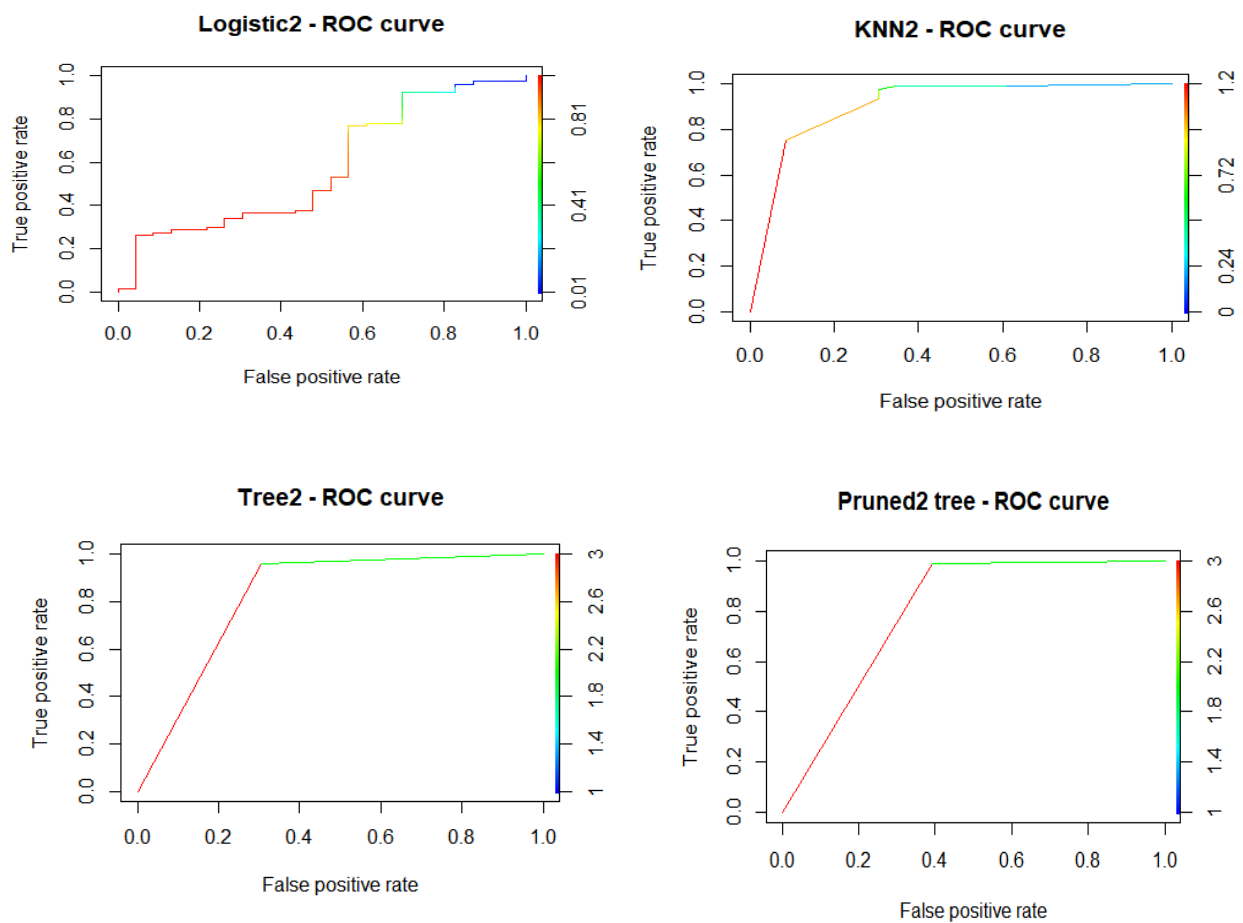 Logistic2 - ROC curve
True positive rate
0.0 0.2 0.4 0.6 0.8 1.0
0.01 0.41 0.81
0.0 0.2 0.4 0.6 0.8 1.0
False positive rate
KNN2 - ROC curve
True positive rate
0.0 0.2 0.4 0.6 0.8 1.0
0 0.24 0.72 1.2
0.0 0.2 0.4 0.6 0.8 1.0
False positive rate
Tree2 - ROC curve
True positive rate
0.0 0.2 0.4 0.6 0.8 1.0
1 1.4 1.8 2.2 2.6 3
0.0 0.2 0.4 0.6 0.8 1.0
False positive rate
Pruned2 tree - ROC curve
True positive rate
0.0 0.2 0.4 0.6 0.8 1.0
1 1.4 1.8 2.2 2.6 3
0.0 0.2 0.4 0.6 0.8 1.0
False positive rate